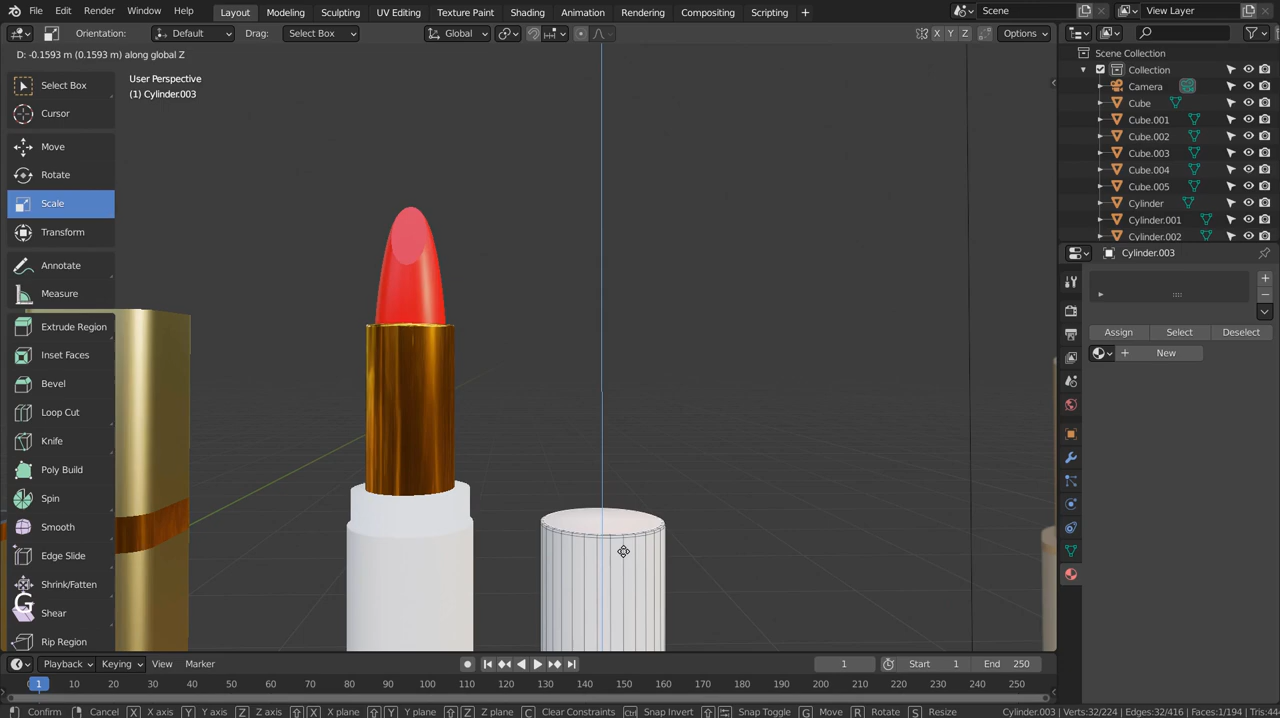 File Edit Render Window Help Layout Modeling Sculpting UV Editing Texture Paint Shading Animation Rendering Compositing Scripting + Scene View Layer
Orientation: Default Drag: Select Box Global X Y Z Options
D: -0.1593 m (0.1593 m) along global Z
Scene Collection
Collection
Camera
Cube
Cube.001
Cube.002
Cube.003
Cube.004
Cube.005
Cylinder
Cylinder.001
Cylinder.002
User Perspective
(1) Cylinder.003
Select Box
Cursor
Move
Rotate
Scale
Transform
Annotate
Measure
Extrude Region
Inset Faces
Bevel
Loop Cut
Knife
Poly Build
Spin
Smooth
Edge Slide
Shrink/Fatten
G
Shear
Rip Region
Cylinder.003
Assign Select Deselect
+ New
Playback Keying View Marker 1 Start 1 End 250
1 10 20 30 40 50 60 70 80 90 100 110 120 130 140 150 160 170 180 190 200 210 220 230 240 250
Confirm Cancel X X axis Y Y axis Z Z axis X X plane Y Y plane Z Z plane C Clear Constraints Ctrl Snap Invert Snap Toggle G Move R Rotate S Resize Cylinder.003 Verts:32/224 Edges:32/416 Faces:1/194 Tris:44